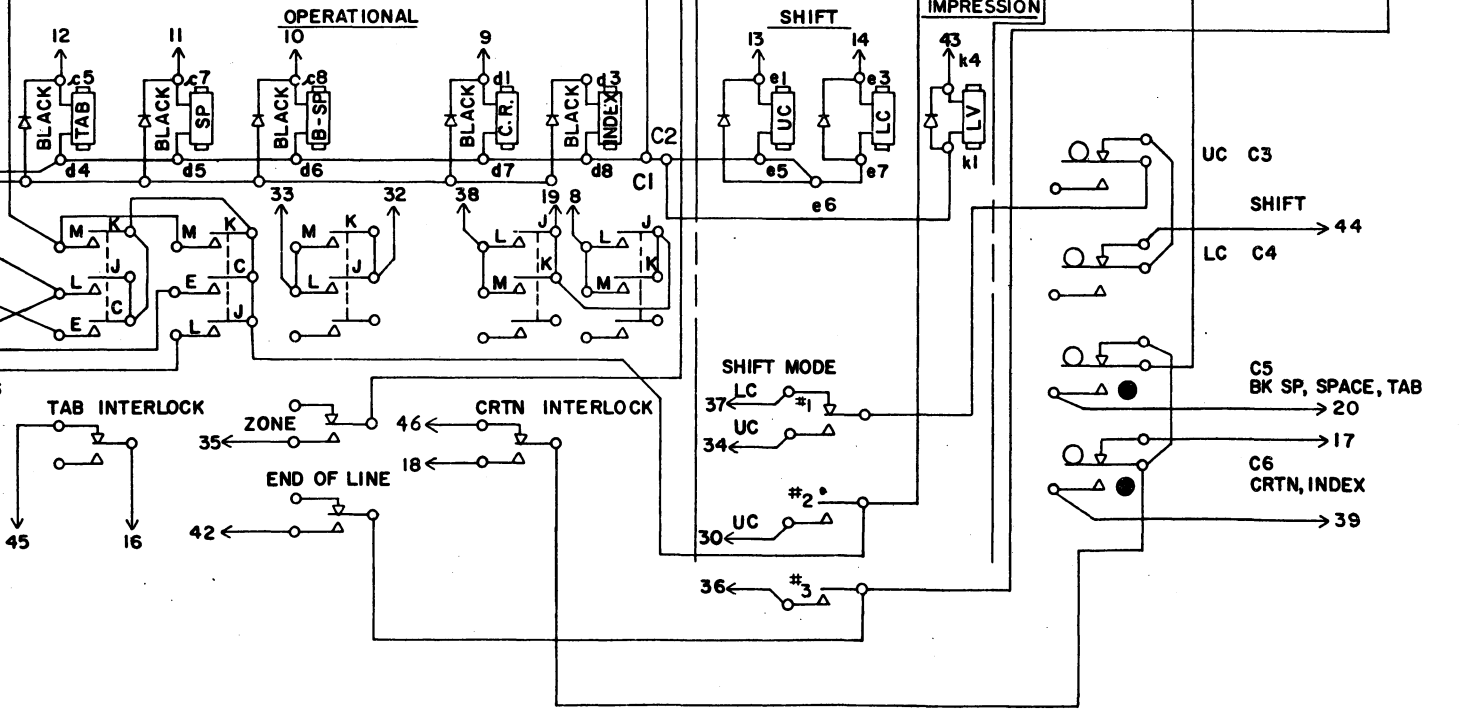 OPERATIONAL
SHIFT
IMPRESSION
12
11
10
9
13
14
43
k4
c5
c7
c8
d1
d3
e1
e3
BLACK
TAB
BLACK
SP
BLACK
B-SP
BLACK
C.R.
BLACK
INDEX
UC
LC
LV
d4
d5
d6
d7
d8
C2
C1
e5
e7
k1
e6
UC C3
33
32
38
19
8
SHIFT
44
LC C4
M
K
M
K
M
K
L
J
L
J
L
J
E
C
L
J
M
K
M
K
E
C
L
J
SHIFT MODE
LC
37
#1
UC
34
C5
BK SP, SPACE, TAB
20
17
C6
CRTN, INDEX
39
TAB INTERLOCK
45
16
ZONE
35
46
CRTN INTERLOCK
18
END OF LINE
42
#2
UC
30
36
#3